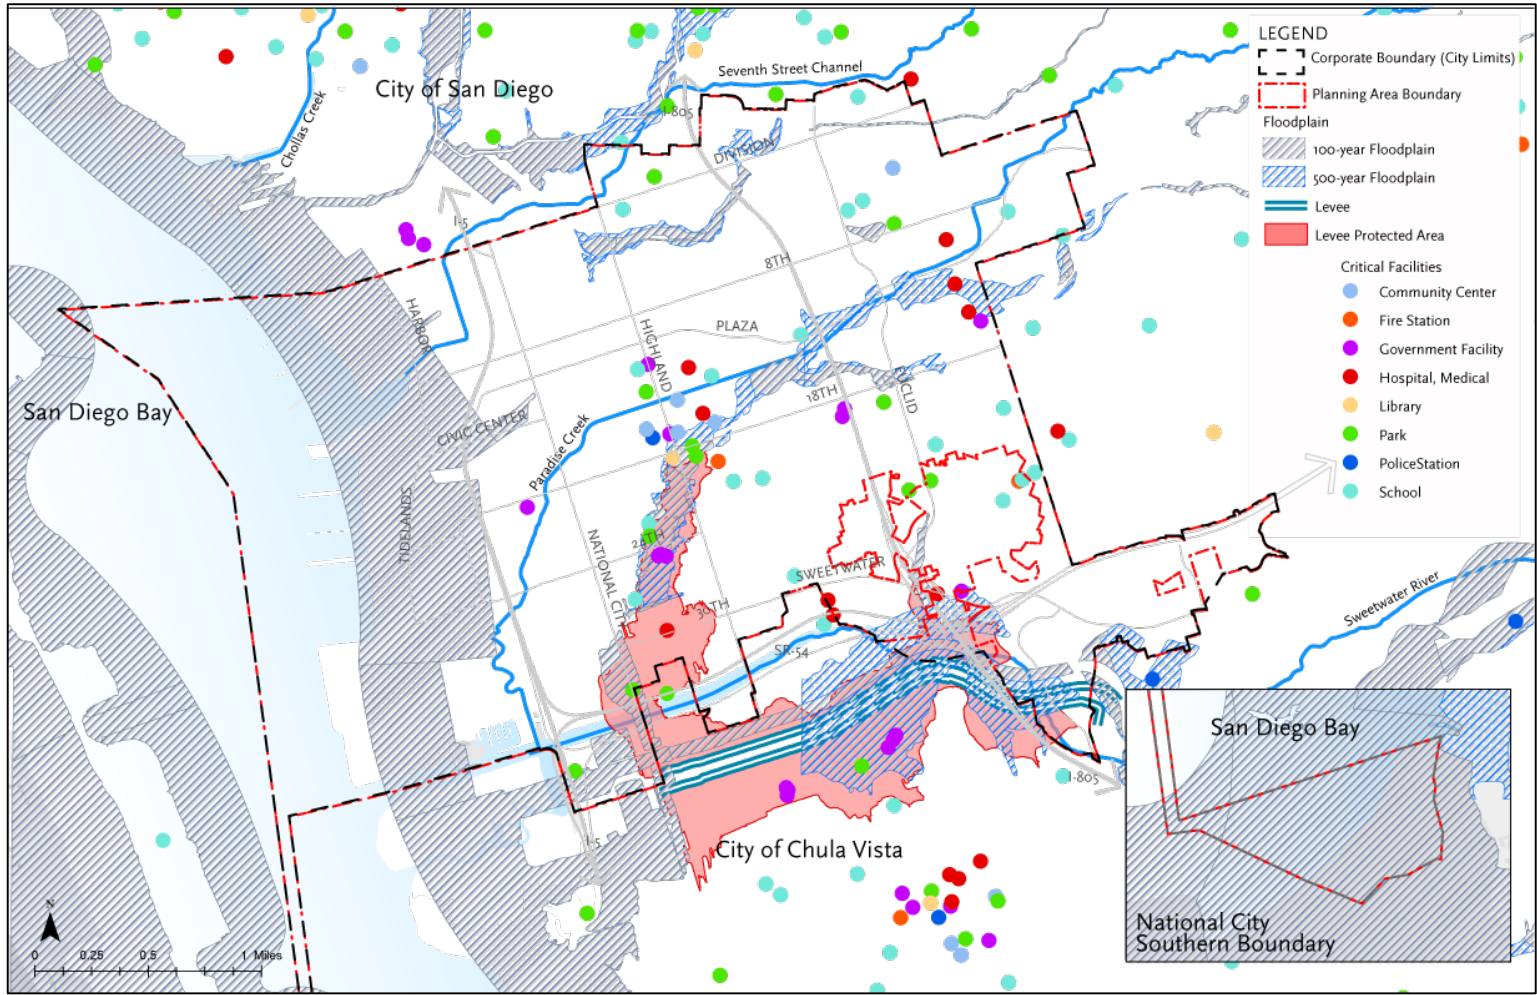 LEGEND
Corporate Boundary (City Limits)
Planning Area Boundary
Floodplain
100-year Floodplain
500-year Floodplain
Levee
Levee Protected Area
Critical Facilities
Community Center
Fire Station
Government Facility
Hospital, Medical
Library
Park
PoliceStation
School
Seventh Street Channel
City of San Diego
Chollas Creek
I-805
DIVISION
I-5
8TH
HARBOR
HIGHLAND
PLAZA
EUCLID
18TH
San Diego Bay
CIVIC CENTER
Paradise Creek
TIDELANDS
24TH
NATIONAL CITY
SWEETWATER
30TH
SR-54
Sweetwater River
I-805
I-5
City of Chula Vista
San Diego Bay
National City
Southern Boundary
N
0 0.25 0.5 1 Miles